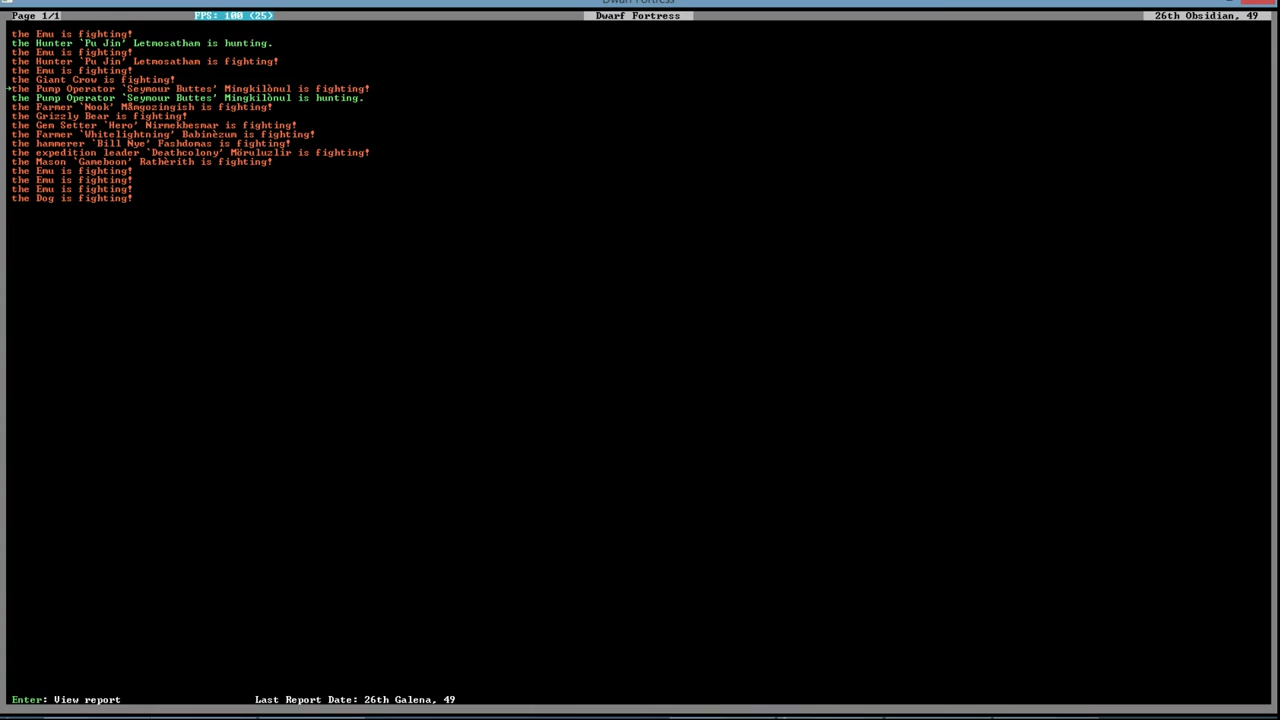 Dwarf Fortress
Page 1/1 FPS: 100 (25) Dwarf Fortress 26th Obsidian, 49
the Emu is fighting!
the Hunter `Pu Jin' Letmosatham is hunting.
the Emu is fighting!
the Hunter `Pu Jin' Letmosatham is fighting!
the Emu is fighting!
the Giant Crow is fighting!
the Pump Operator `Seymour Buttes' Mingkilònul is fighting!
the Pump Operator `Seymour Buttes' Mingkilònul is hunting.
the Farmer `Nook' Mångozingish is fighting!
the Grizzly Bear is fighting!
the Gem Setter `Hero' Nirmekhesmar is fighting!
the Farmer `Whitelightning' Babinèzum is fighting!
the hammerer `Bill Nye' Fashdomas is fighting!
the expedition leader `Deathcolony' Möruluzlir is fighting!
the Mason `Gameboon' Rathèrith is fighting!
the Emu is fighting!
the Emu is fighting!
the Emu is fighting!
the Dog is fighting!
Enter: View report Last Report Date: 26th Galena, 49